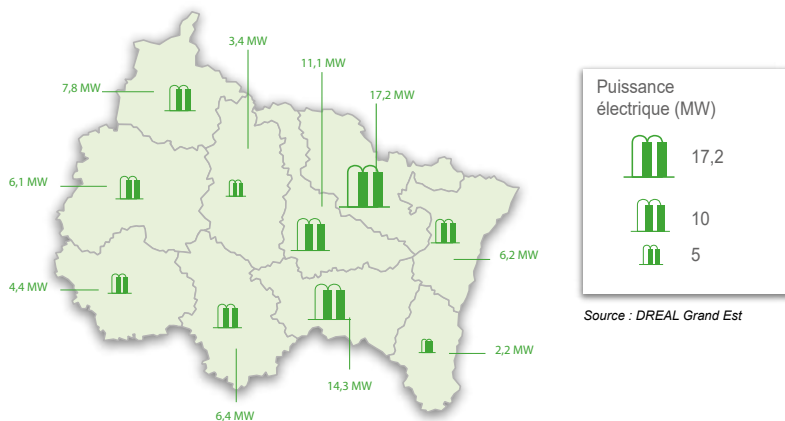 3,4 MW
11,1 MW
7,8 MW
17,2 MW
6,1 MW
6,2 MW
4,4 MW
2,2 MW
14,3 MW
6,4 MW
Puissance
électrique (MW)
17,2
10
5
Source : DREAL Grand Est